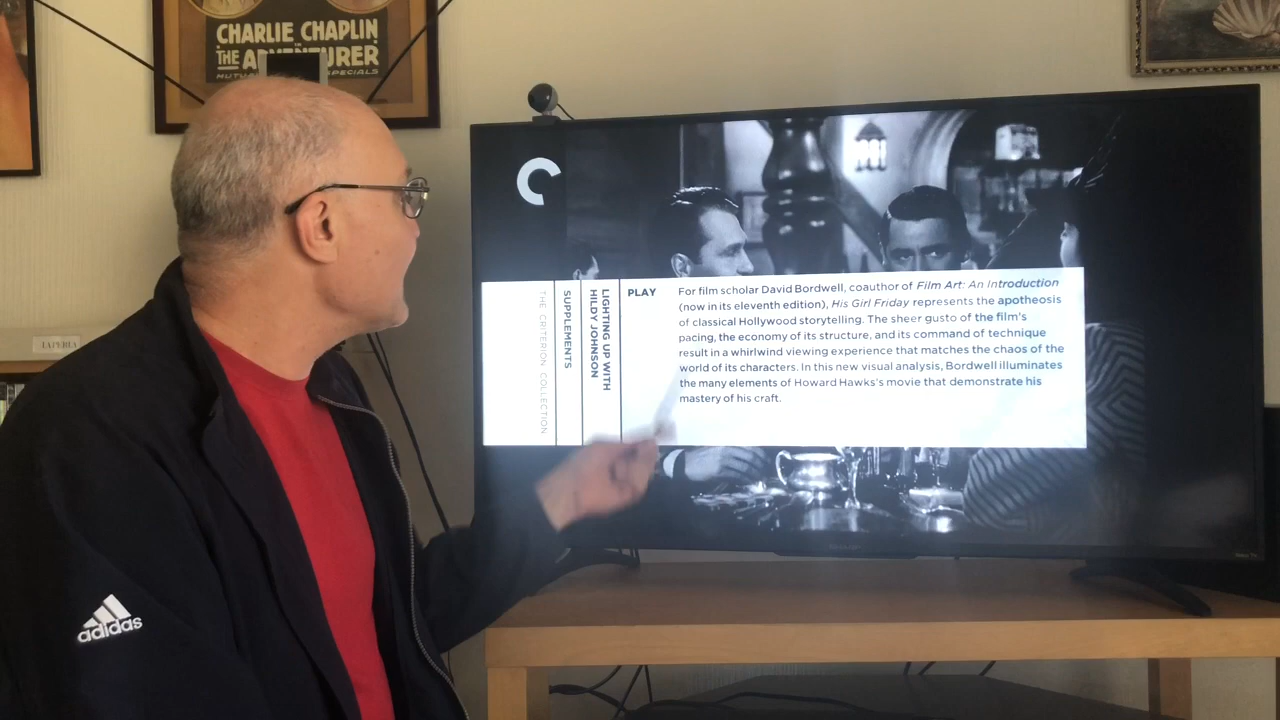 CHARLIE CHAPLIN
IN
THE ADVENTURER
SPECIALS
TAPERIA
adidas
THE CRITERION COLLECTION
SUPPLEMENTS
LIGHTING UP WITH
HILDY JOHNSON
PLAY
For film scholar David Bordwell, coauthor of Film Art: An Introduction
(now in its eleventh edition), His Girl Friday represents the apotheosis
of classical Hollywood storytelling. The sheer gusto of the film's
pacing, the economy of its structure, and its command of technique
result in a whirlwind viewing experience that matches the chaos of the
world of its characters. In this new visual analysis, Bordwell illuminates
the many elements of Howard Hawks's movie that demonstrate his
mastery of his craft.